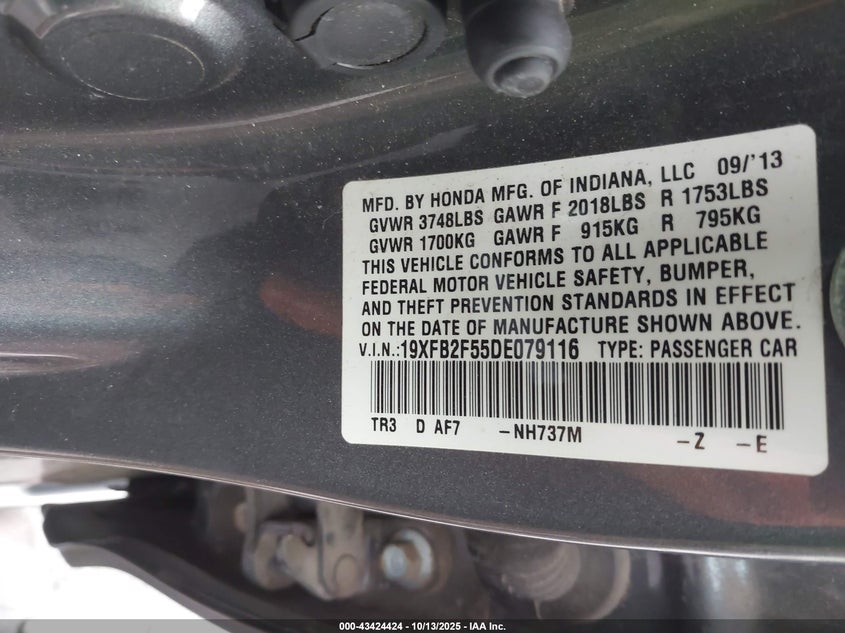 MFD. BY HONDA MFG. OF INDIANA, LLC 09/'13
GVWR 3748LBS GAWR F 2018LBS R 1753LBS
GVWR 1700KG GAWR F 915KG R 795KG
THIS VEHICLE CONFORMS TO ALL APPLICABLE
FEDERAL MOTOR VEHICLE SAFETY, BUMPER,
AND THEFT PREVENTION STANDARDS IN EFFECT
ON THE DATE OF MANUFACTURE SHOWN ABOVE.
V.I.N.:19XFB2F55DE079116 TYPE: PASSENGER CAR
TR3 D AF7 -NH737M -Z -E
000-43424424 - 10/13/2025 - IAA Inc.